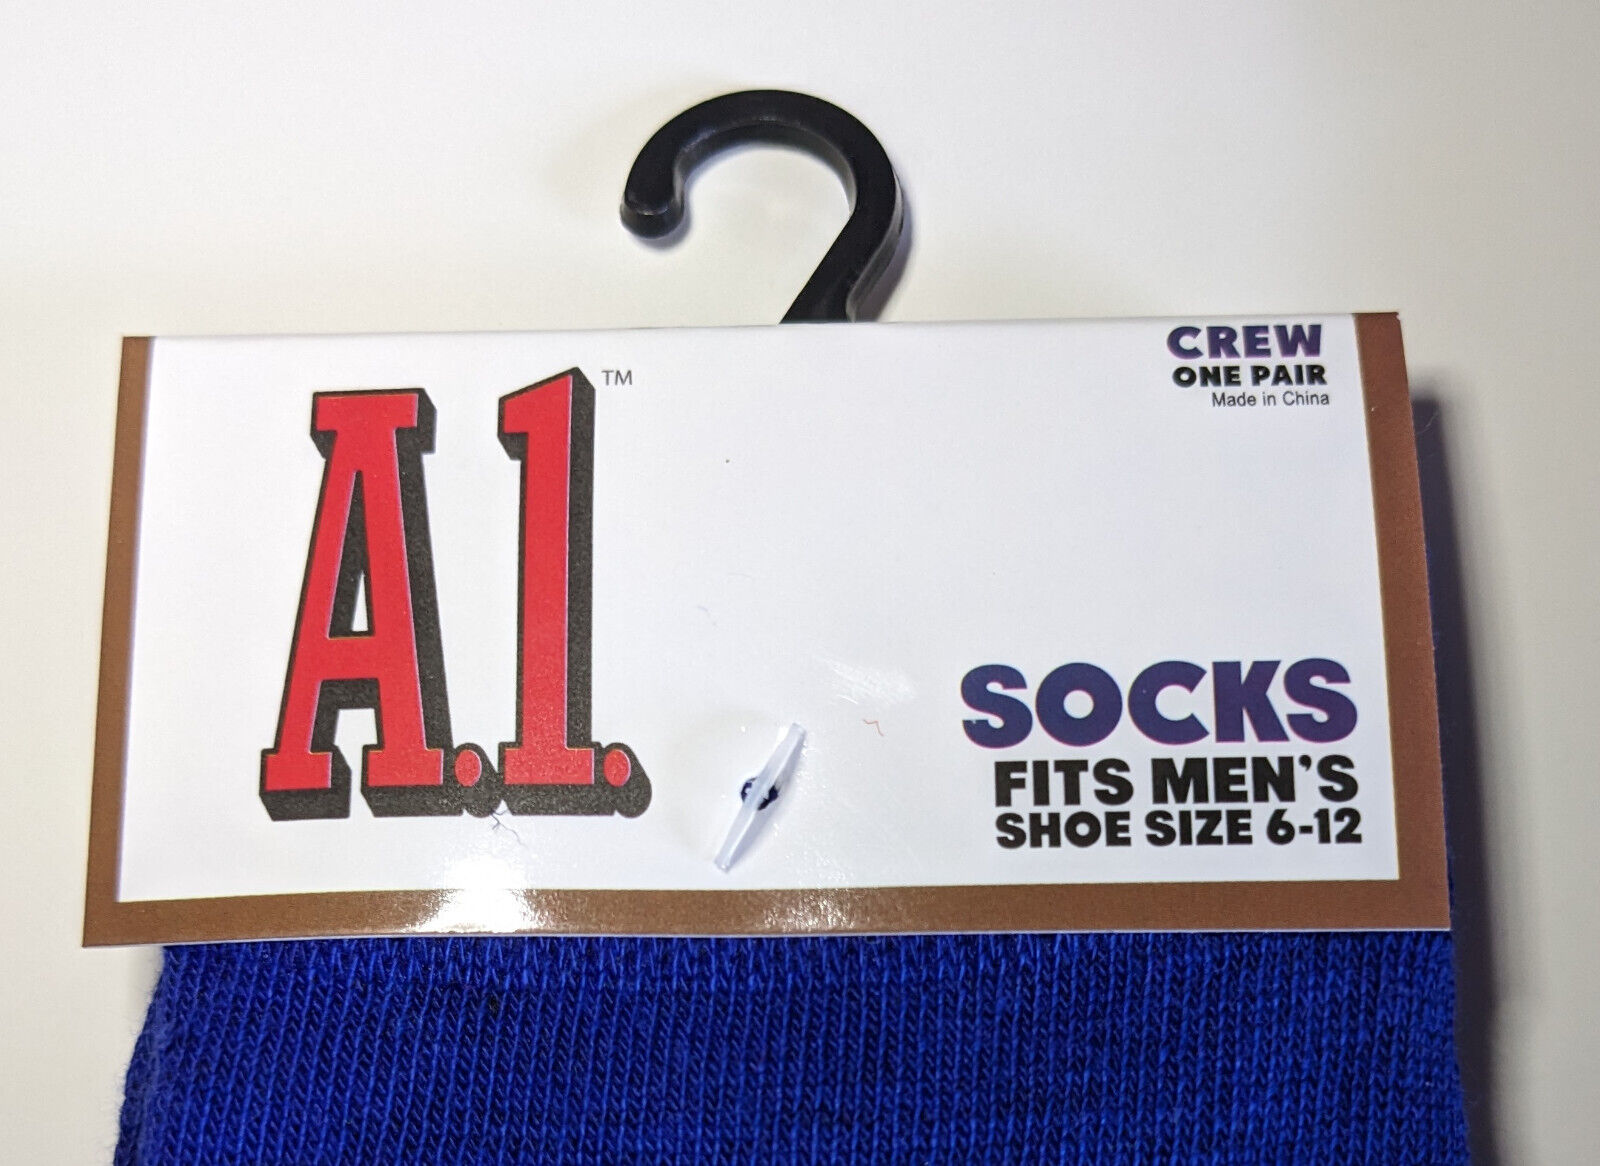 A.1.™
CREW
ONE PAIR
Made in China
SOCKS
FITS MEN'S
SHOE SIZE 6-12